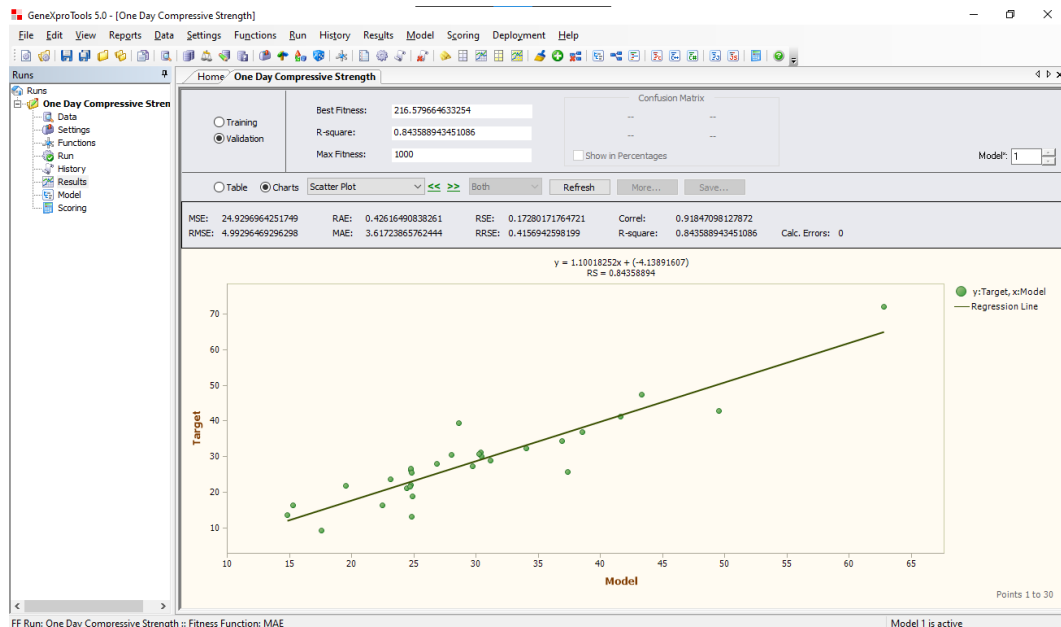 GeneXproTools 5.0 - [One Day Compressive Strength]
File Edit View Reports Data Settings Functions Run History Results Model Scoring Deployment Help
Runs
Home One Day Compressive Strength
Runs
One Day Compressive Stren
Data
Settings
Functions
Run
History
Results
Model
Scoring
Training
Validation
Best Fitness: 216.579664633254
R-square: 0.843588943451086
Max Fitness: 1000
Confusion Matrix
-- --
-- --
Show in Percentages
Model*: 1
Table Charts Scatter Plot << >> Both Refresh More... Save...
MSE: 24.9296964251749 RAE: 0.42616490838261 RSE: 0.17280171764721 Correl: 0.91847098127872
RMSE: 4.99296469296298 MAE: 3.61723865762444 RRSE: 0.4156942598199 R-square: 0.843588943451086 Calc. Errors: 0
y = 1.10018252x + (-4.13891607)
RS = 0.84358894
y:Target, x:Model
Regression Line
70
60
50
40
30
20
10
Target
10 15 20 25 30 35 40 45 50 55 60 65
Model
Points 1 to 30
FF Run: One Day Compressive Strength :: Fitness Function: MAE Model 1 is active